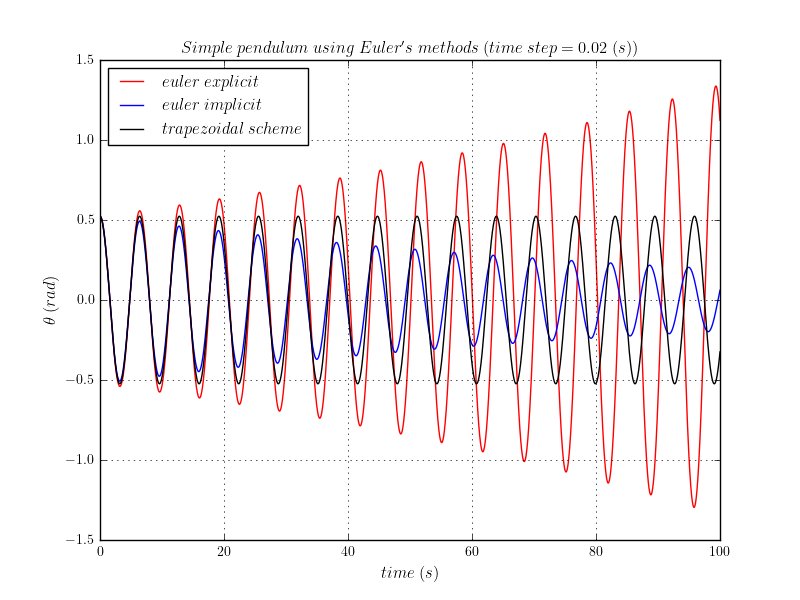 Simple pendulum using Euler's methods (time step = 0.02 (s))
euler explicit
euler implicit
trapezoidal scheme
1.5
1.0
0.5
0.0
−0.5
−1.0
−1.5
θ (rad)
0 20 40 60 80 100
time (s)